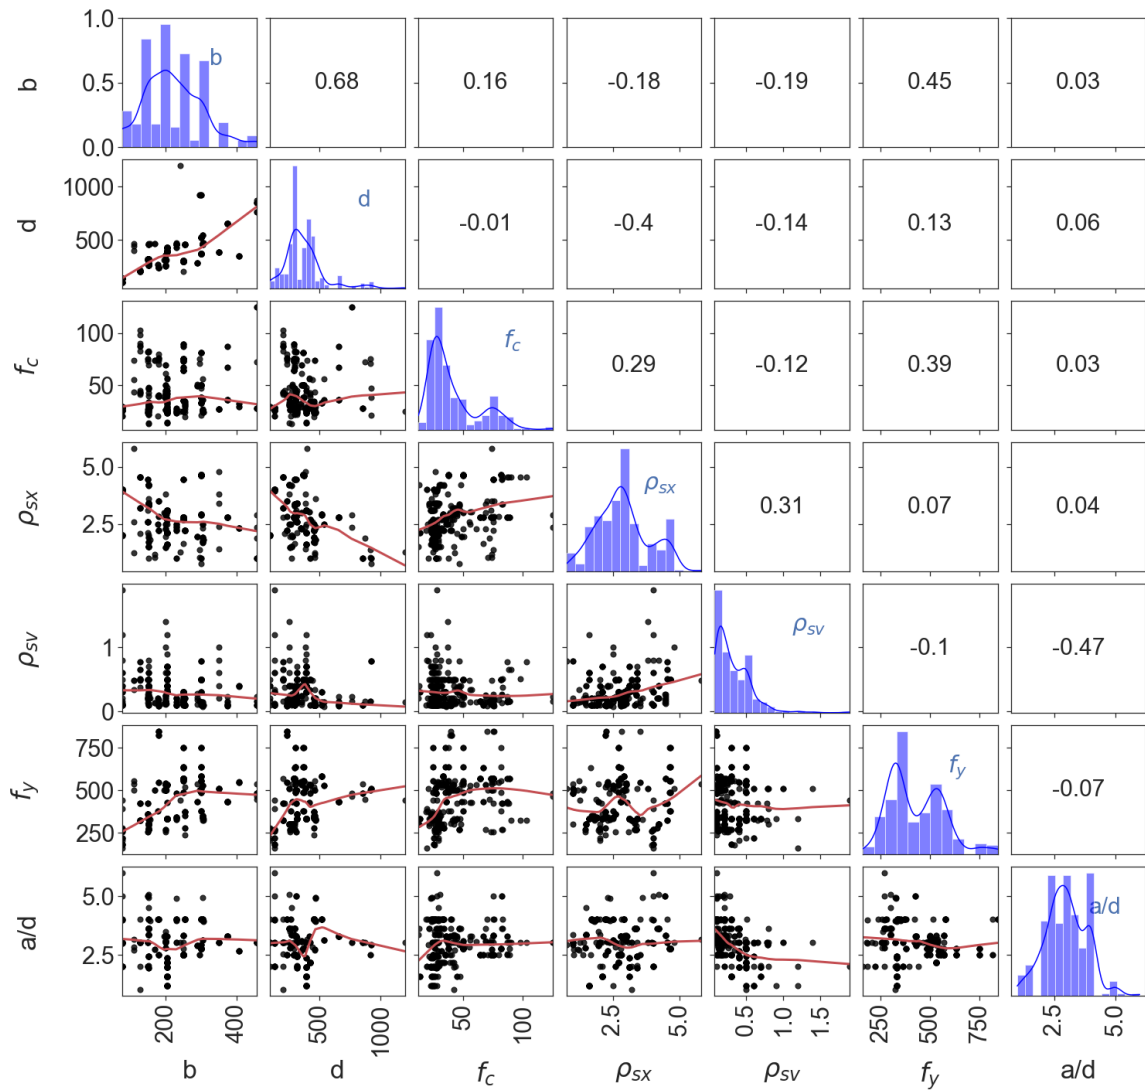 1.0
0.5
0.0
b
b
0.68
0.16
-0.18
-0.19
0.45
0.03
1000
500
d
d
-0.01
-0.4
-0.14
0.13
0.06
100
50
f_c
f_c
0.29
-0.12
0.39
0.03
5.0
2.5
ρ_sx
ρ_sx
0.31
0.07
0.04
1
0
ρ_sv
ρ_sv
-0.1
-0.47
750
500
250
f_y
f_y
-0.07
5.0
2.5
a/d
a/d
200 400
500 1000
50 100
2.5 5.0
0.5 1.0 1.5
250 500 750
2.5 5.0
b d f_c ρ_sx ρ_sv f_y a/d